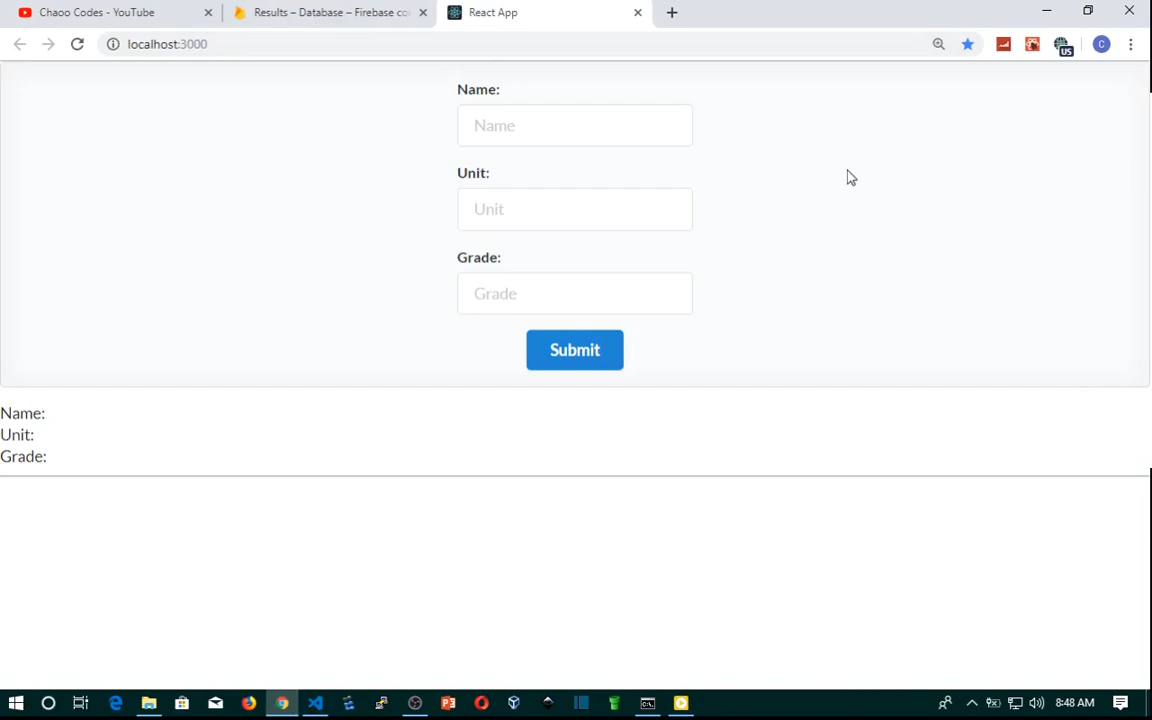 Chaoo Codes - YouTube
Results – Database – Firebase co
React App
localhost:3000
US
C
Name:
Name
Unit:
Unit
Grade:
Grade
Submit
Name:
Unit:
Grade:
8:48 AM